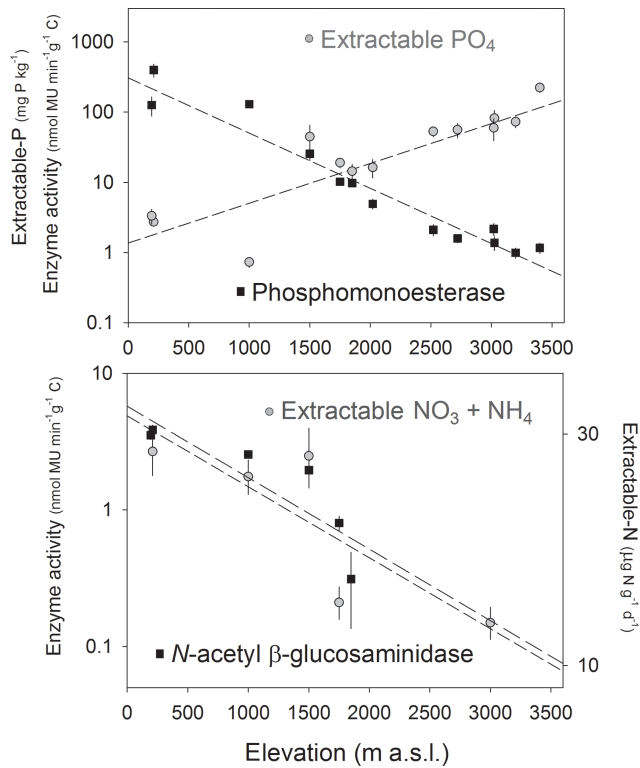 Extractable-P (mg P kg⁻¹)
Enzyme activity (nmol MU min⁻¹g⁻¹ C)
1000
100
10
1
0.1
Extractable PO₄
Phosphomonoesterase
0 500 1000 1500 2000 2500 3000 3500
Enzyme activity (nmol MU min⁻¹g⁻¹ C)
10
1
0.1
Extractable NO₃ + NH₄
N-acetyl β-glucosaminidase
30
10
Extractable-N (μg N g⁻¹ d⁻¹)
0 500 1000 1500 2000 2500 3000 3500
Elevation (m a.s.l.)